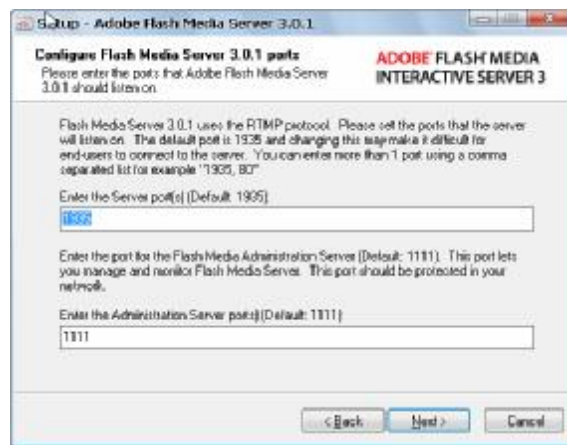 Setup - Adobe Flash Media Server 3.0.1
Configure Flash Media Server 3.0.1 ports
Please enter the ports that Adobe Flash Media Server
3.0.1 should listen on.
ADOBE® FLASH® MEDIA
INTERACTIVE SERVER 3
Flash Media Server 3.0.1 uses the RTMP protocol. Please set the ports that the server
will listen on. The default port is 1935 and changing this may make it difficult for
end-users to connect to the server. You can enter more than 1 port using a comma
separated list for example "1935, 80"
Enter the Server port(s) (Default: 1935)
1935
Enter the port for the Flash Media Administration Server (Default: 1111). This port lets
you manage and monitor Flash Media Server. This port should be protected in your
network.
Enter the Administration Server port(s) (Default: 1111)
1111
< Back
Next >
Cancel